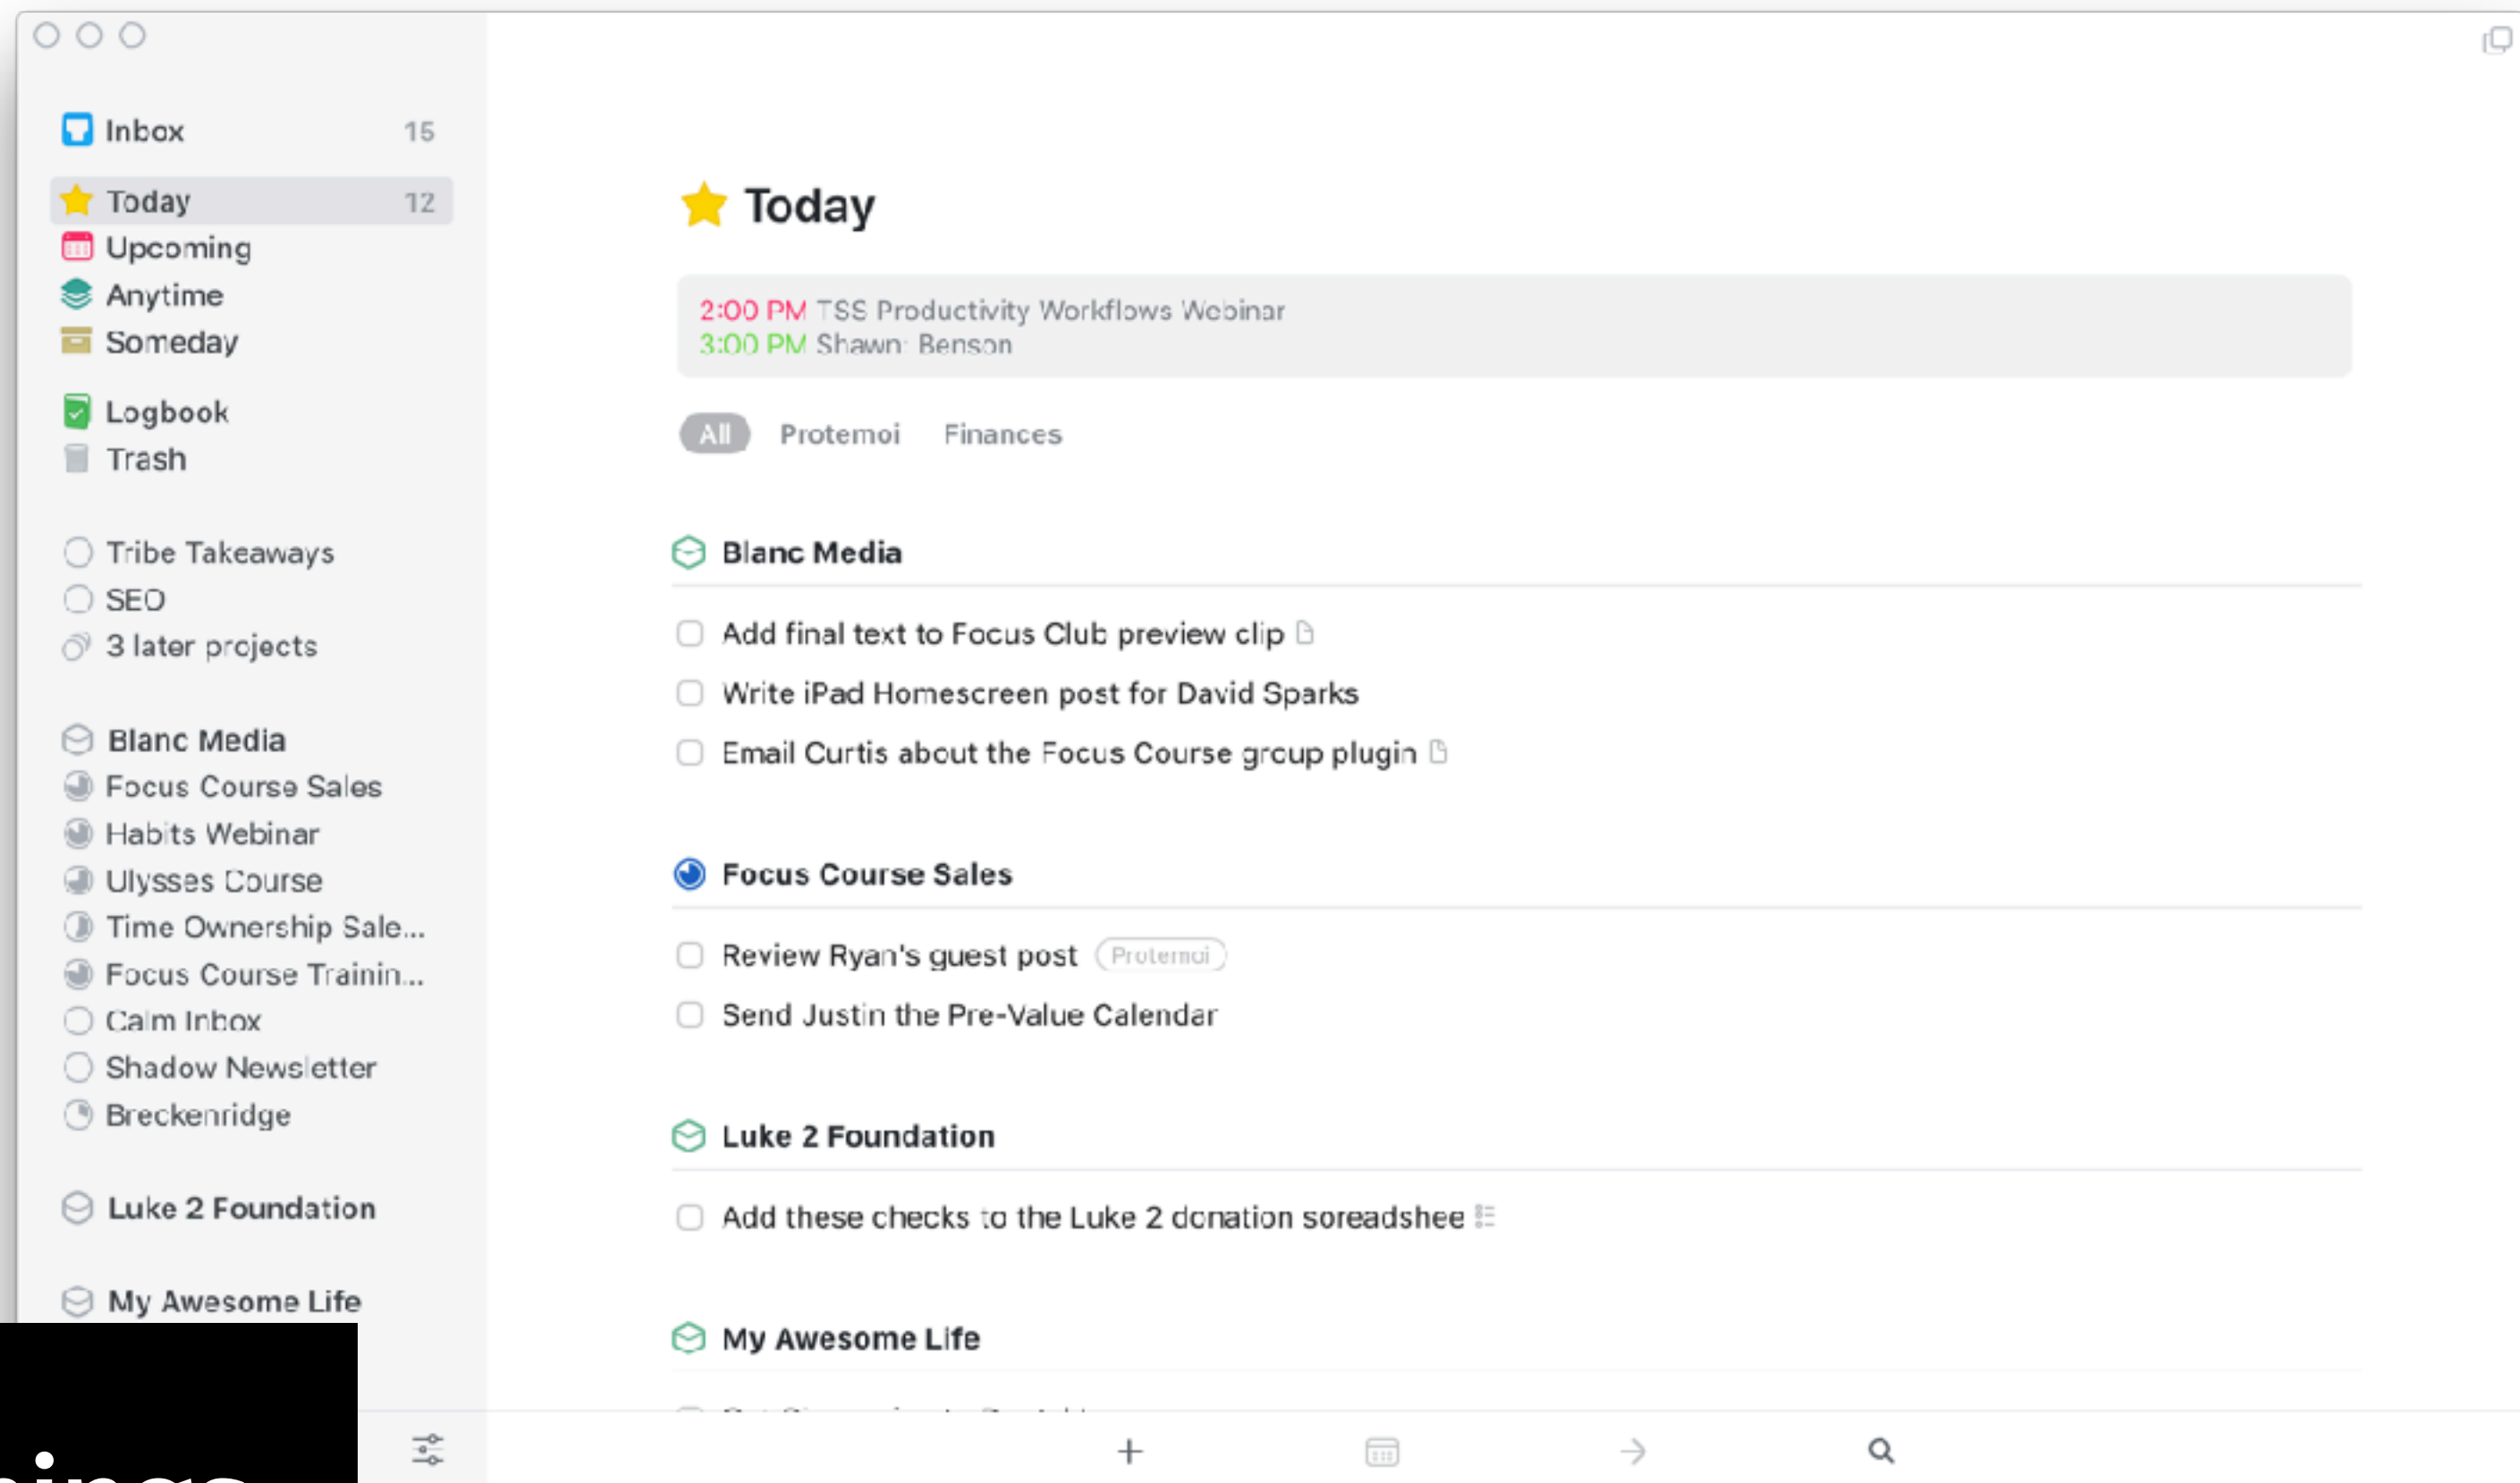 Inbox 15
Today 12
Upcoming
Anytime
Someday
Logbook
Trash
Tribe Takeaways
SEO
3 later projects
Blanc Media
Focus Course Sales
Habits Webinar
Ulysses Course
Time Ownership Sale...
Focus Course Trainin...
Calm Inbox
Shadow Newsletter
Breckenridge
Luke 2 Foundation
My Awesome Life
Today
2:00 PM TSS Productivity Workflows Webinar
3:00 PM Shawn: Benson
All Protemoi Finances
Blanc Media
Add final text to Focus Club preview clip
Write iPad Homescreen post for David Sparks
Email Curtis about the Focus Course group plugin
Focus Course Sales
Review Ryan's guest post Protemoi
Send Justin the Pre-Value Calendar
Luke 2 Foundation
Add these checks to the Luke 2 donation soreadshee
My Awesome Life